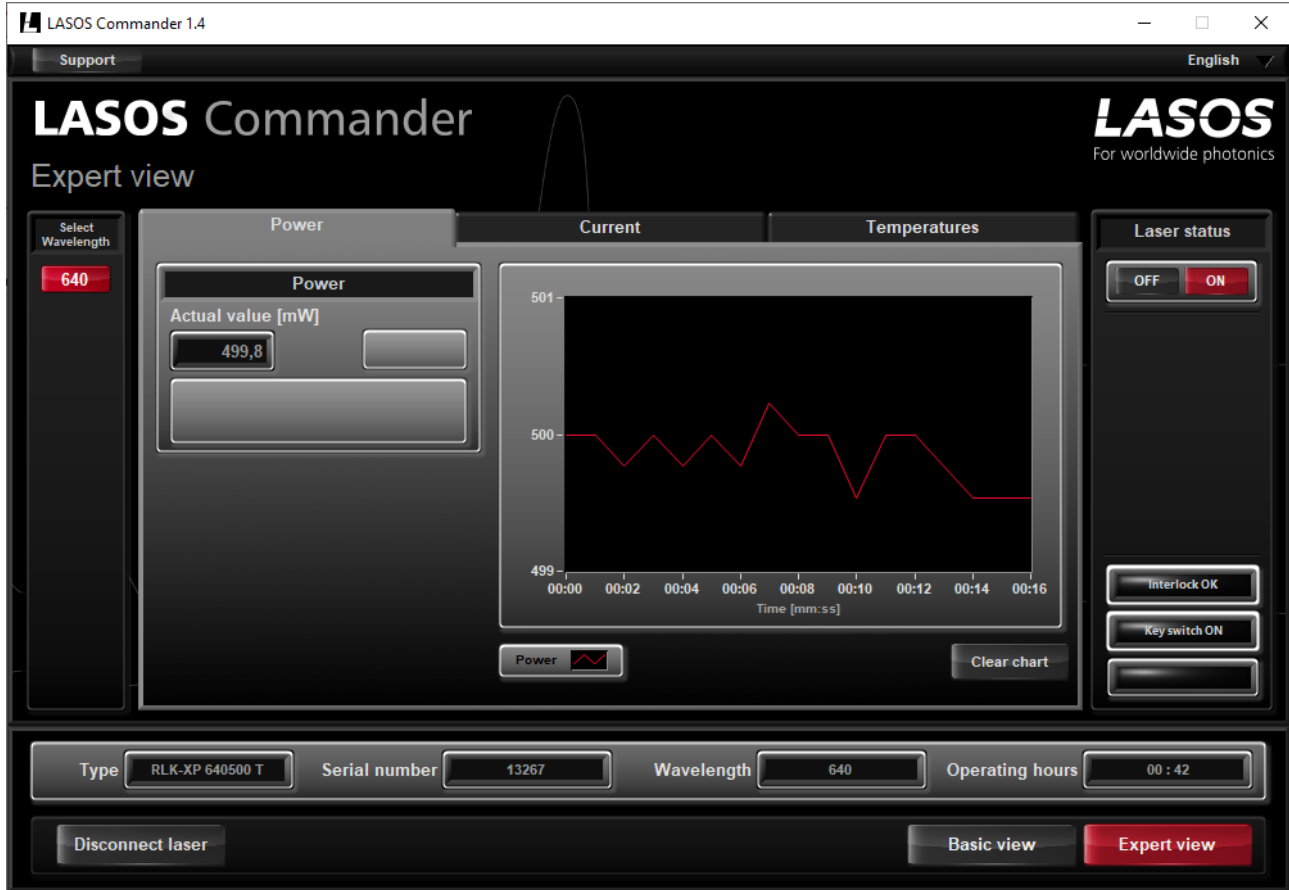 LASOS Commander 1.4
Support
English
LASOS Commander
LASOS
For worldwide photonics
Expert view
Select
Wavelength
640
Power
Current
Temperatures
Laser status
OFF ON
Power
Actual value [mW]
499,8
501
500
499
00:00 00:02 00:04 00:06 00:08 00:10 00:12 00:14 00:16
Time [mm:ss]
Power
Clear chart
Interlock OK
Key switch ON
Type RLK-XP 640500 T Serial number 13267 Wavelength 640 Operating hours 00 : 42
Disconnect laser
Basic view
Expert view